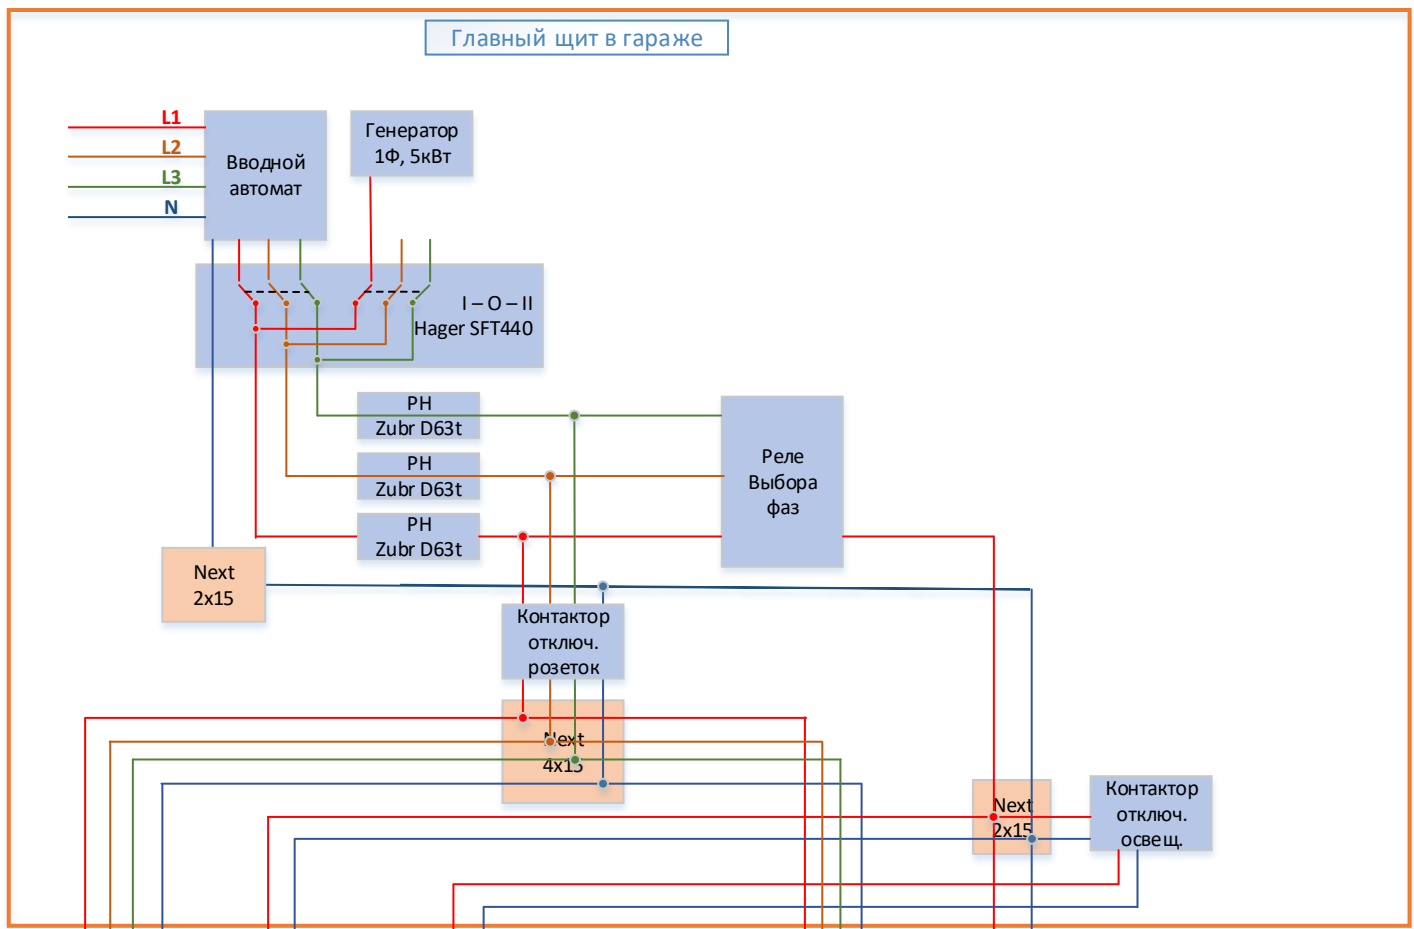 Главный щит в гараже
L1
L2
L3
N
Вводной
автомат
Генератор
1Ф, 5кВт
I – O – II
Hager SFT440
РН
Zubr D63t
РН
Zubr D63t
РН
Zubr D63t
Реле
Выбора
фаз
Next
2x15
Контактор
отключ.
розеток
Next
4x15
Next
2x15
Контактор
отключ.
освещ.